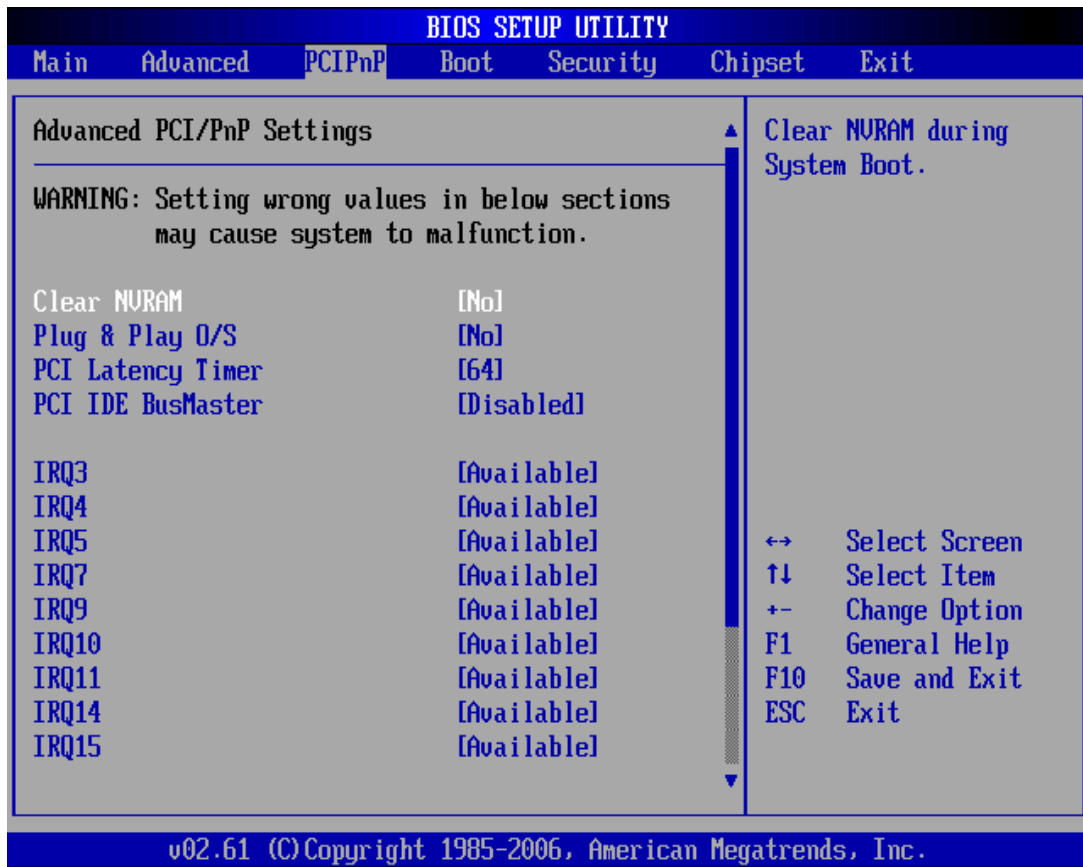 BIOS SETUP UTILITY
Main Advanced PCIPnP Boot Security Chipset Exit
Advanced PCI/PnP Settings
WARNING: Setting wrong values in below sections
may cause system to malfunction.
Clear NVRAM [No]
Plug & Play O/S [No]
PCI Latency Timer [64]
PCI IDE BusMaster [Disabled]
IRQ3 [Available]
IRQ4 [Available]
IRQ5 [Available]
IRQ7 [Available]
IRQ9 [Available]
IRQ10 [Available]
IRQ11 [Available]
IRQ14 [Available]
IRQ15 [Available]
Clear NVRAM during
System Boot.
←→ Select Screen
↑↓ Select Item
+- Change Option
F1 General Help
F10 Save and Exit
ESC Exit
v02.61 (C)Copyright 1985-2006, American Megatrends, Inc.